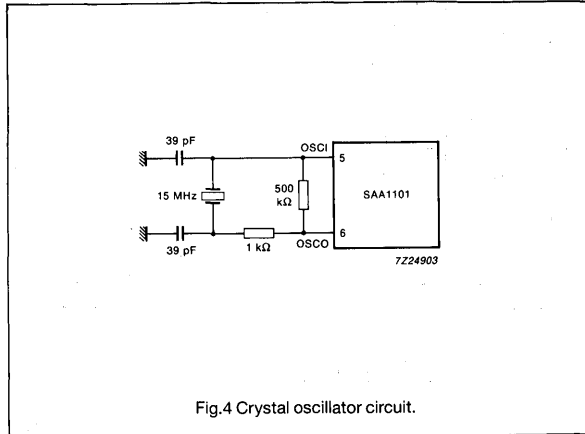 39 pF
OSCI
5
15 MHz
500
kΩ
SAA1101
6
39 pF
1 kΩ
OSCO
7Z24903
Fig.4 Crystal oscillator circuit.